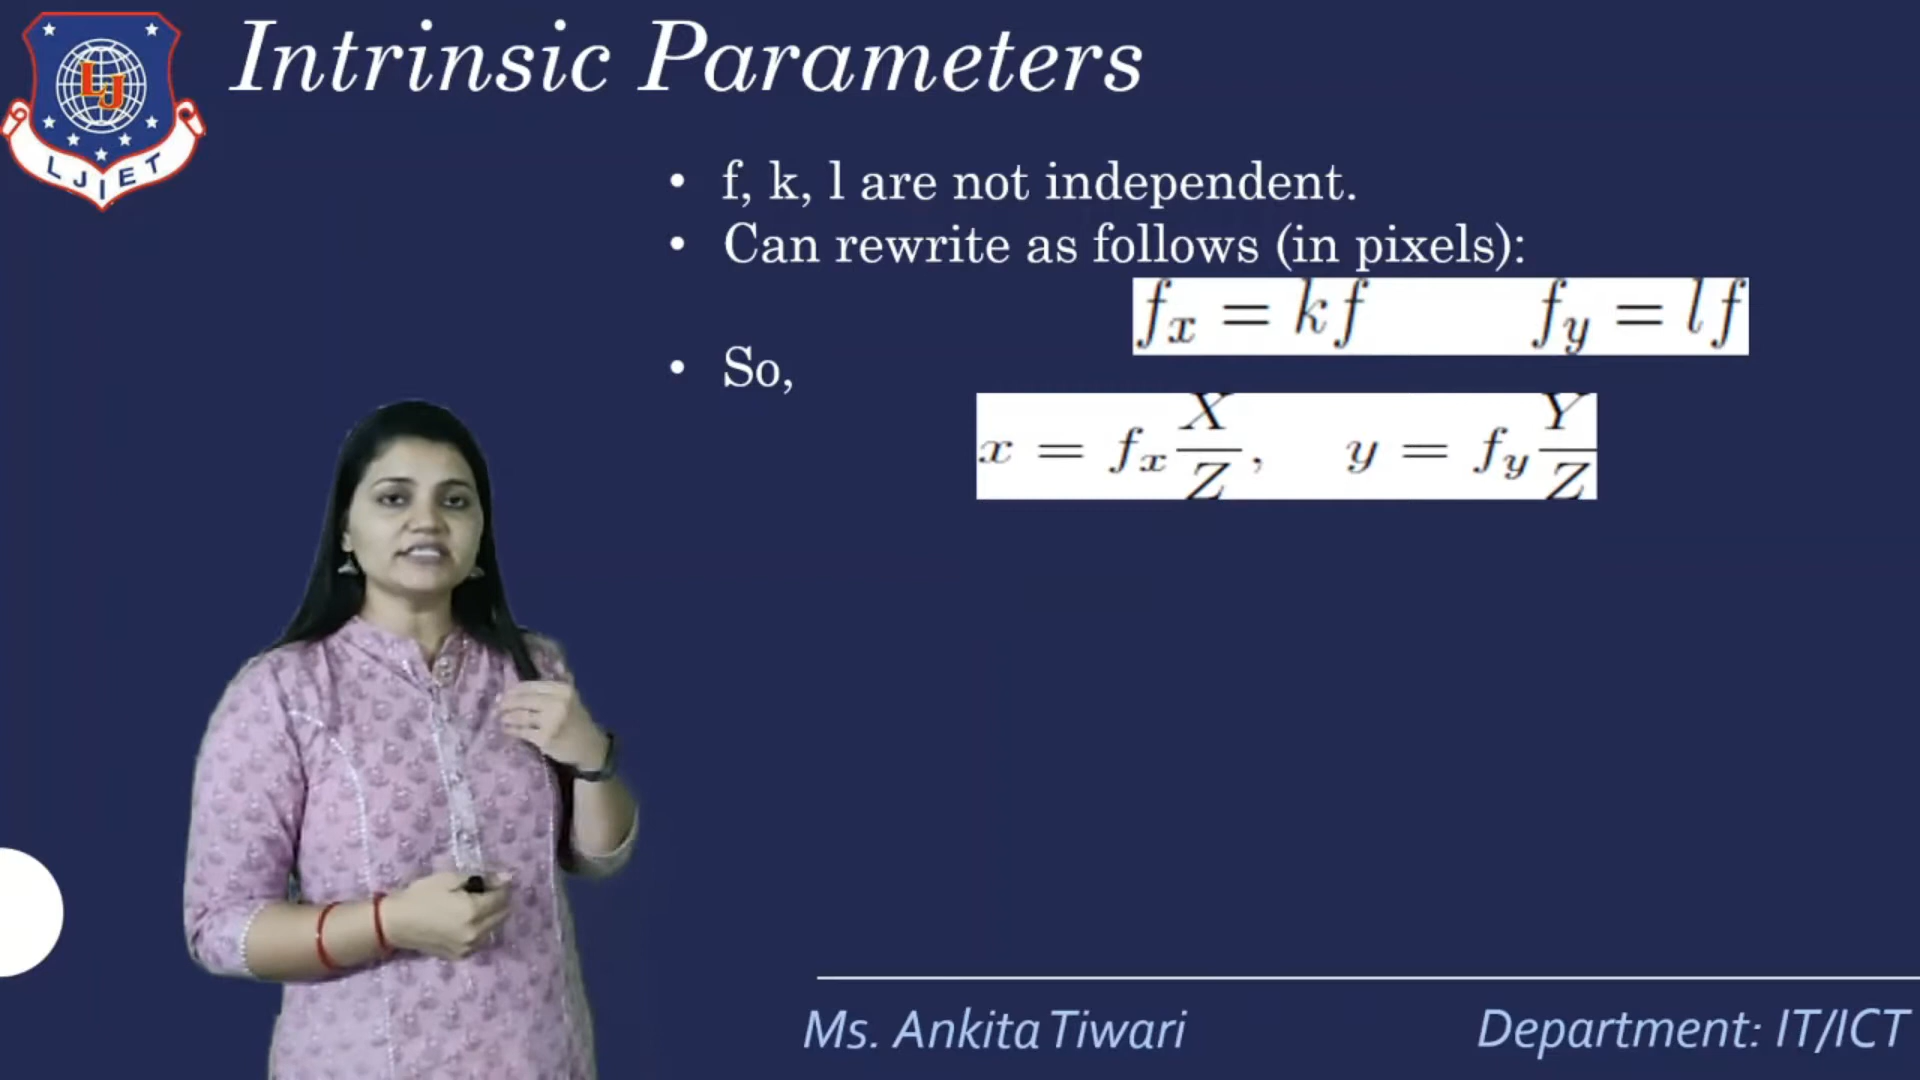 LJ
LJIET
Intrinsic Parameters
• f, k, l are not independent.
• Can rewrite as follows (in pixels):
f_x = kf    f_y = lf
• So,
x = f_x X/Z,    y = f_y Y/Z
Ms. Ankita Tiwari
Department: IT/ICT